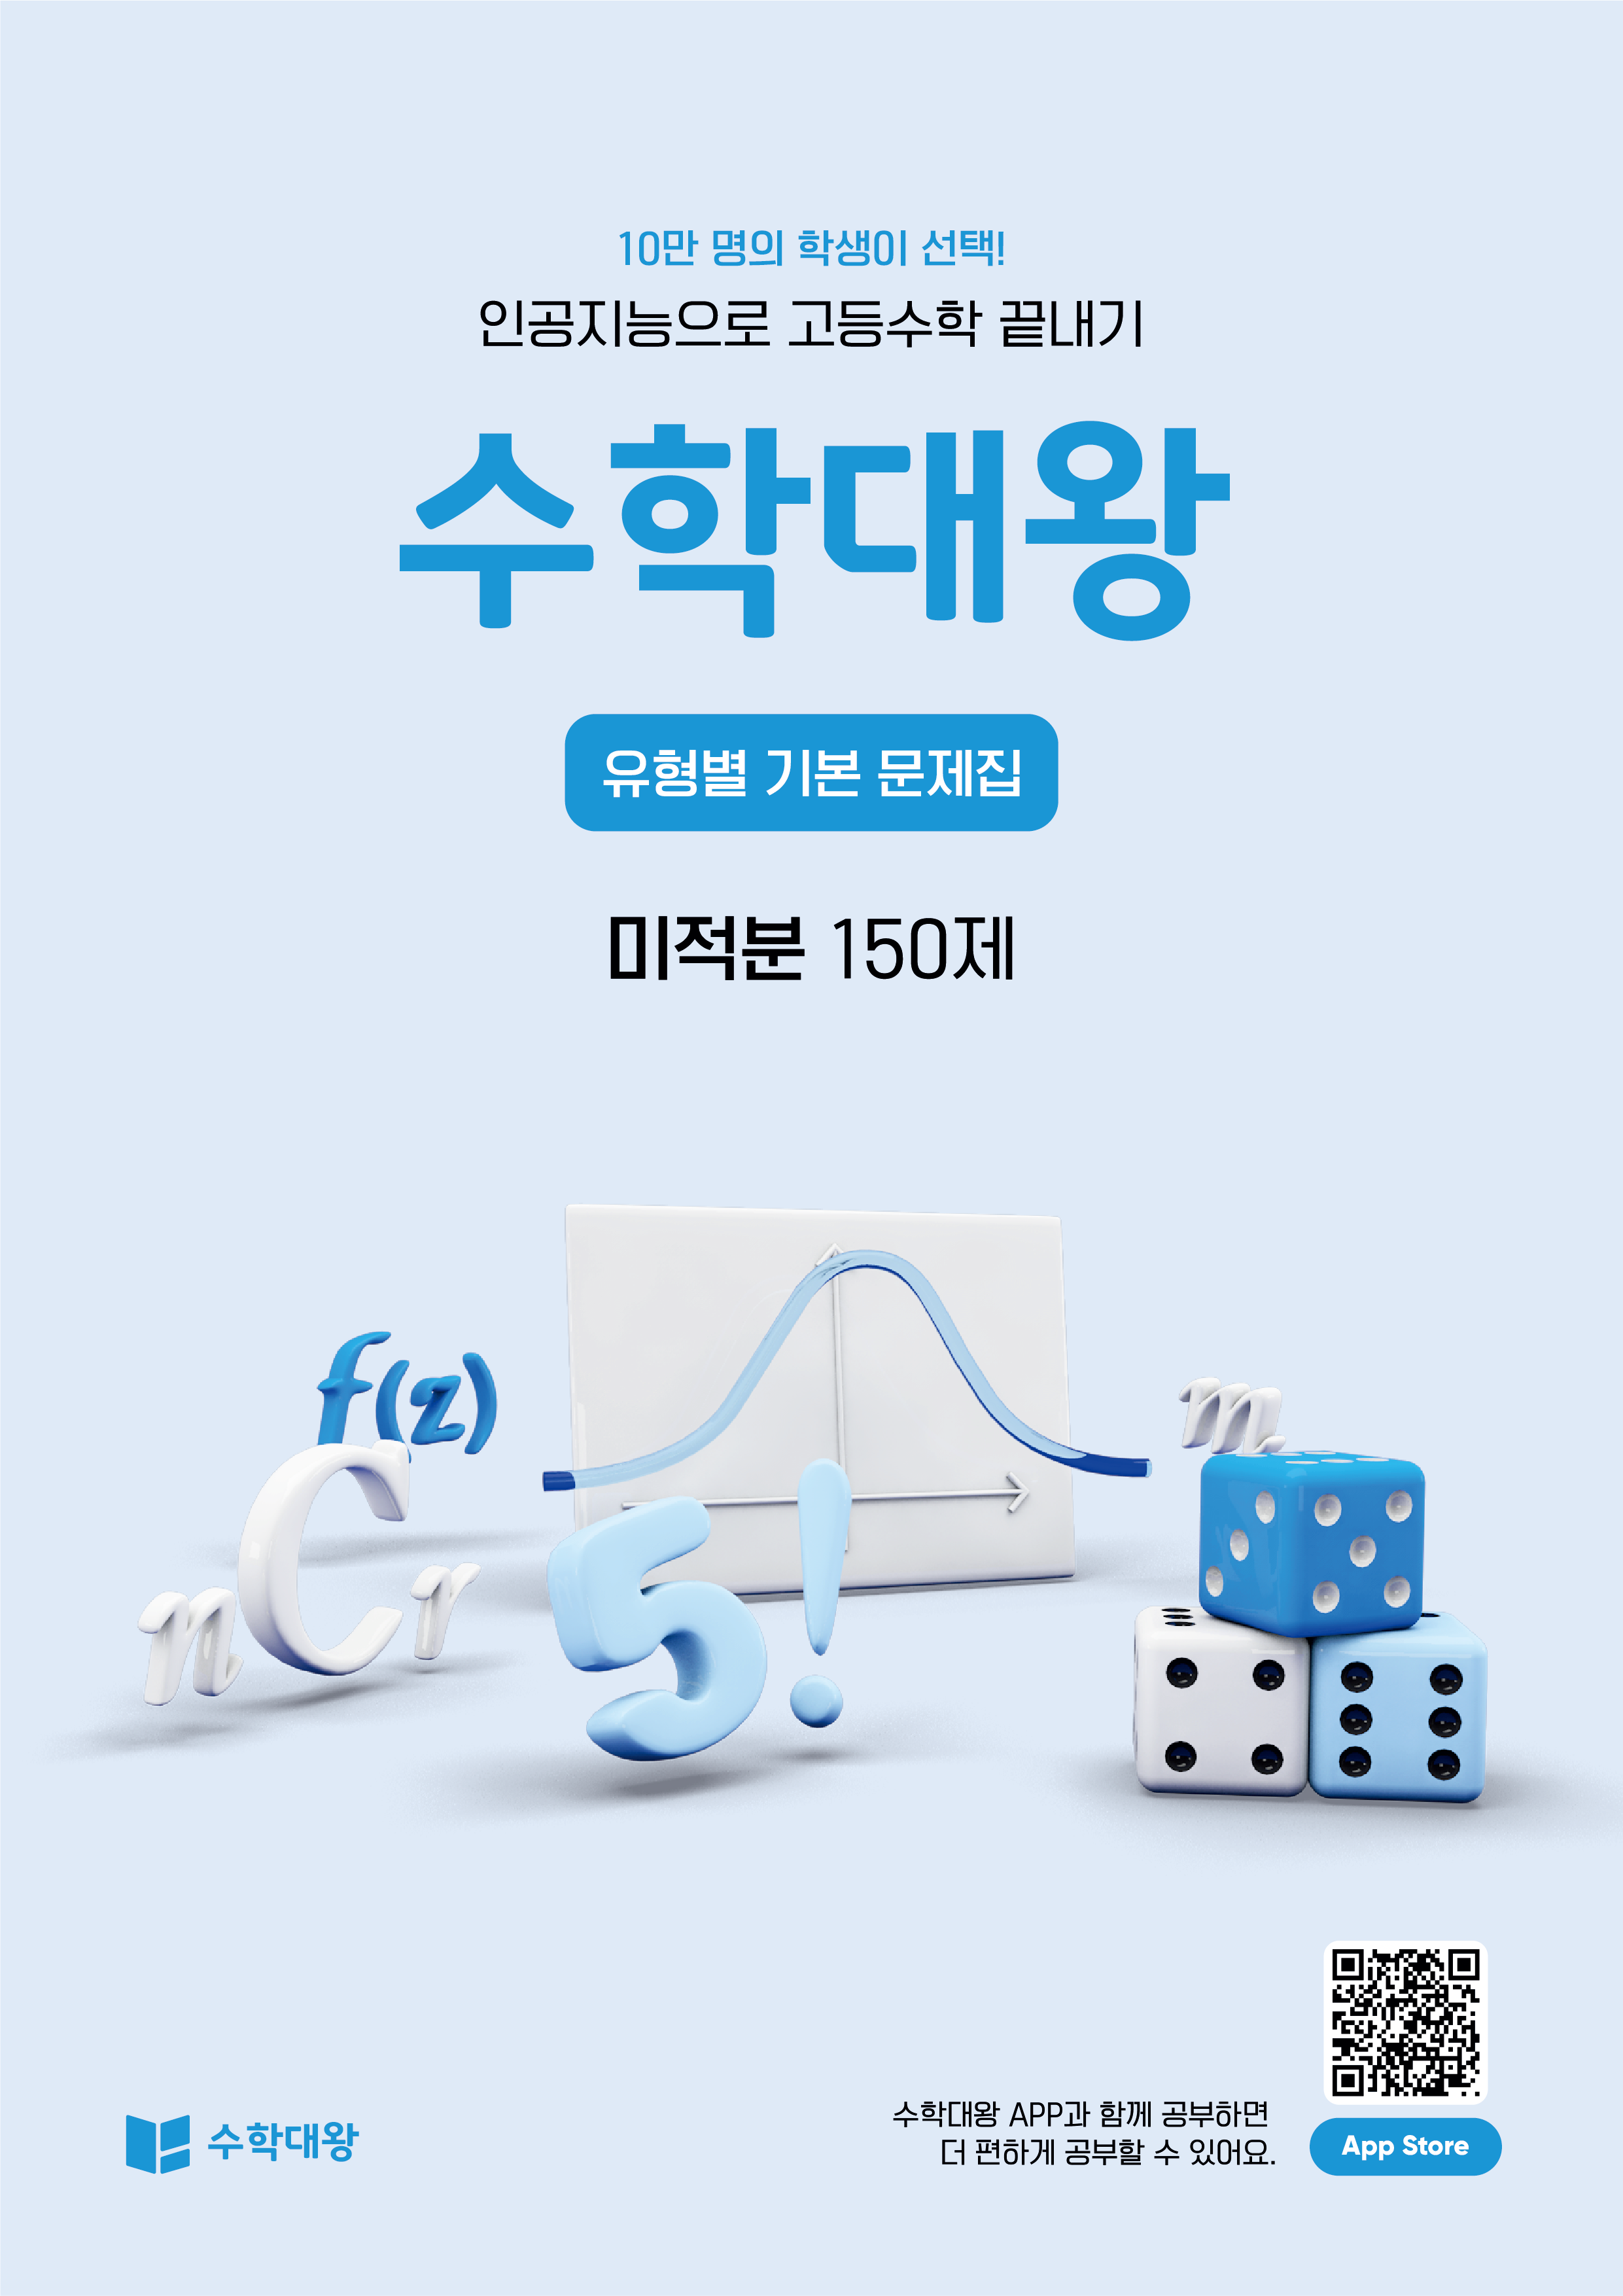 10만 명의 학생이 선택!
인공지능으로 고등수학 끝내기
수학대왕
유형별 기본 문제집
미적분 150제
f(z)
m
nCr
5!
수학대왕
수학대왕 APP과 함께 공부하면
더 편하게 공부할 수 있어요.
App Store